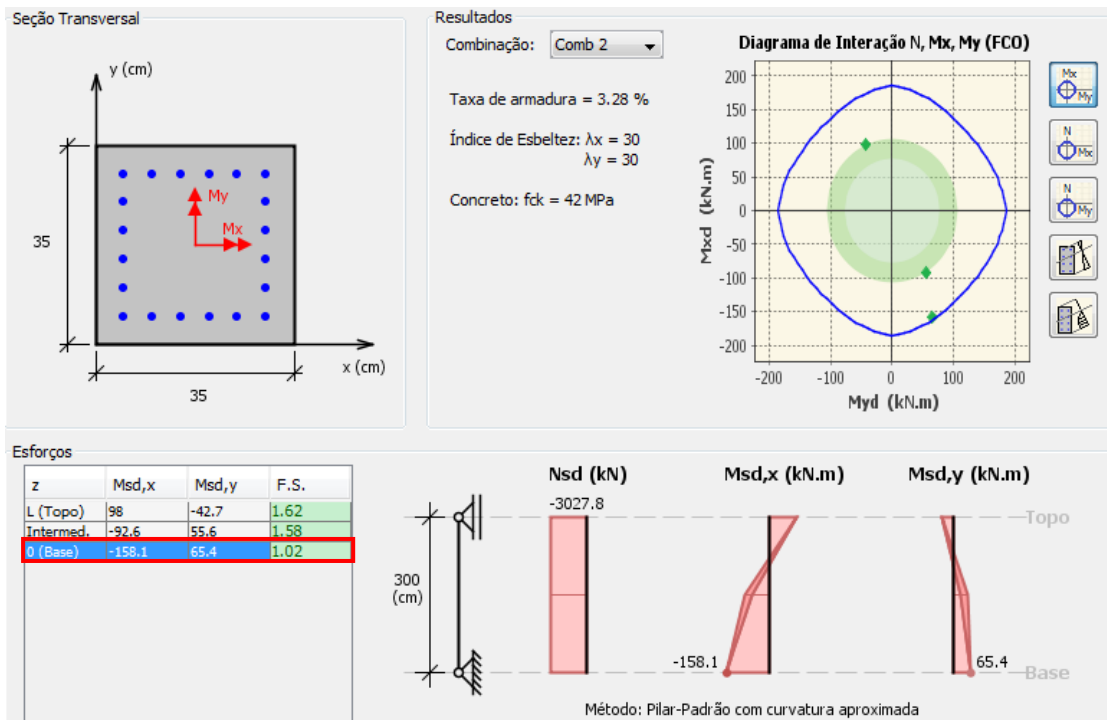 Seção Transversal
y (cm)
My
Mx
35
x (cm)
35
Resultados
Combinação: Comb 2
Taxa de armadura = 3.28 %
Índice de Esbeltez: λx = 30
λy = 30
Concreto: fck = 42 MPa
Diagrama de Interação N, Mx, My (FCO)
200
150
100
50
0
-50
-100
-150
-200
Mxd (kN.m)
-200 -100 0 100 200
Myd (kN.m)
Mx
My
N
Mx
N
My
Esforços
z Msd,x Msd,y F.S.
L (Topo) 98 -42.7 1.62
Intermed. -92.6 55.6 1.58
0 (Base) -158.1 65.4 1.02
300
(cm)
Nsd (kN) Msd,x (kN.m) Msd,y (kN.m)
-3027.8
Topo
-158.1 65.4
Base
Método: Pilar-Padrão com curvatura aproximada